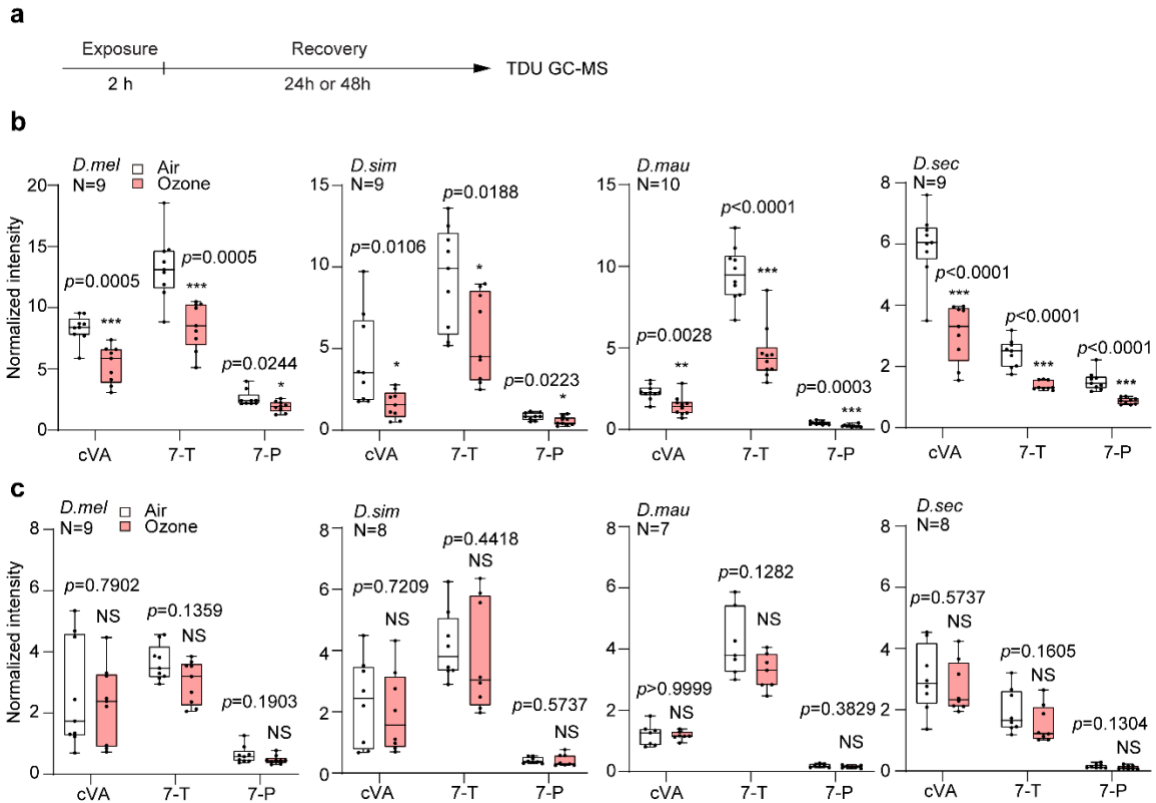 a
Exposure Recovery
2 h 24h or 48h TDU GC-MS
b
D.mel Air
N=9 Ozone
Normalized intensity
20
15
10
5
0
p=0.0005
***
p=0.0005
***
p=0.0244
*
cVA 7-T 7-P
D.sim
N=9
15
10
5
0
p=0.0106
*
p=0.0188
*
p=0.0223
*
cVA 7-T 7-P
D.mau
N=10
15
10
5
0
p=0.0028
**
p<0.0001
***
p=0.0003
***
cVA 7-T 7-P
D.sec
N=9
8
6
4
2
0
p<0.0001
***
p<0.0001
***
p<0.0001
***
cVA 7-T 7-P
c
D.mel Air
N=9 Ozone
Normalized intensity
8
6
4
2
0
p=0.7902
NS
p=0.1359
NS
p=0.1903
NS
cVA 7-T 7-P
D.sim
N=8
8
6
4
2
0
p=0.7209
NS
p=0.4418
NS
p=0.5737
NS
cVA 7-T 7-P
D.mau
N=7
8
6
4
2
0
p>0.9999
NS
p=0.1282
NS
p=0.3829
NS
cVA 7-T 7-P
D.sec
N=8
8
6
4
2
0
p=0.5737
NS
p=0.1605
NS
p=0.1304
NS
cVA 7-T 7-P